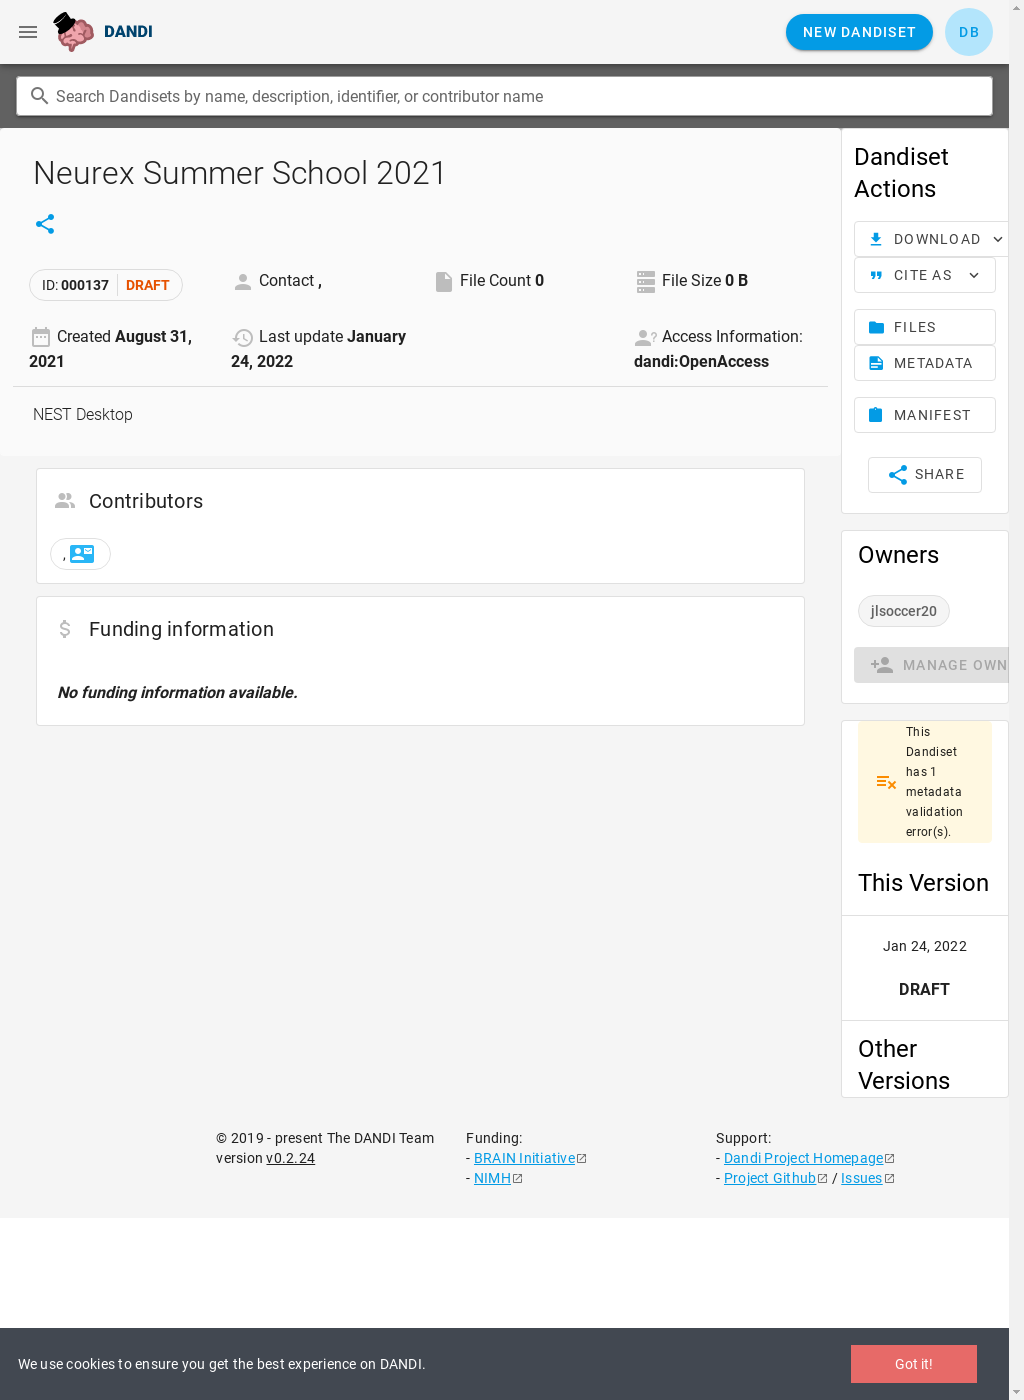 DANDI
NEW DANDISET
DB
Search Dandisets by name, description, identifier, or contributor name
Neurex Summer School 2021
ID: 000137 DRAFT
Contact ,
File Count 0
File Size 0 B
Created August 31, 2021
Last update January 24, 2022
Access Information: dandi:OpenAccess
NEST Desktop
Contributors
,
Funding information
No funding information available.
Dandiset
Actions
DOWNLOAD
CITE AS
FILES
METADATA
MANIFEST
SHARE
Owners
jlsoccer20
MANAGE OWN
This
Dandiset
has 1
metadata
validation
error(s).
This Version
Jan 24, 2022
DRAFT
Other
Versions
© 2019 - present The DANDI Team
version v0.2.24
Funding:
- BRAIN Initiative
- NIMH
Support:
- Dandi Project Homepage
- Project Github / Issues
We use cookies to ensure you get the best experience on DANDI.
Got it!